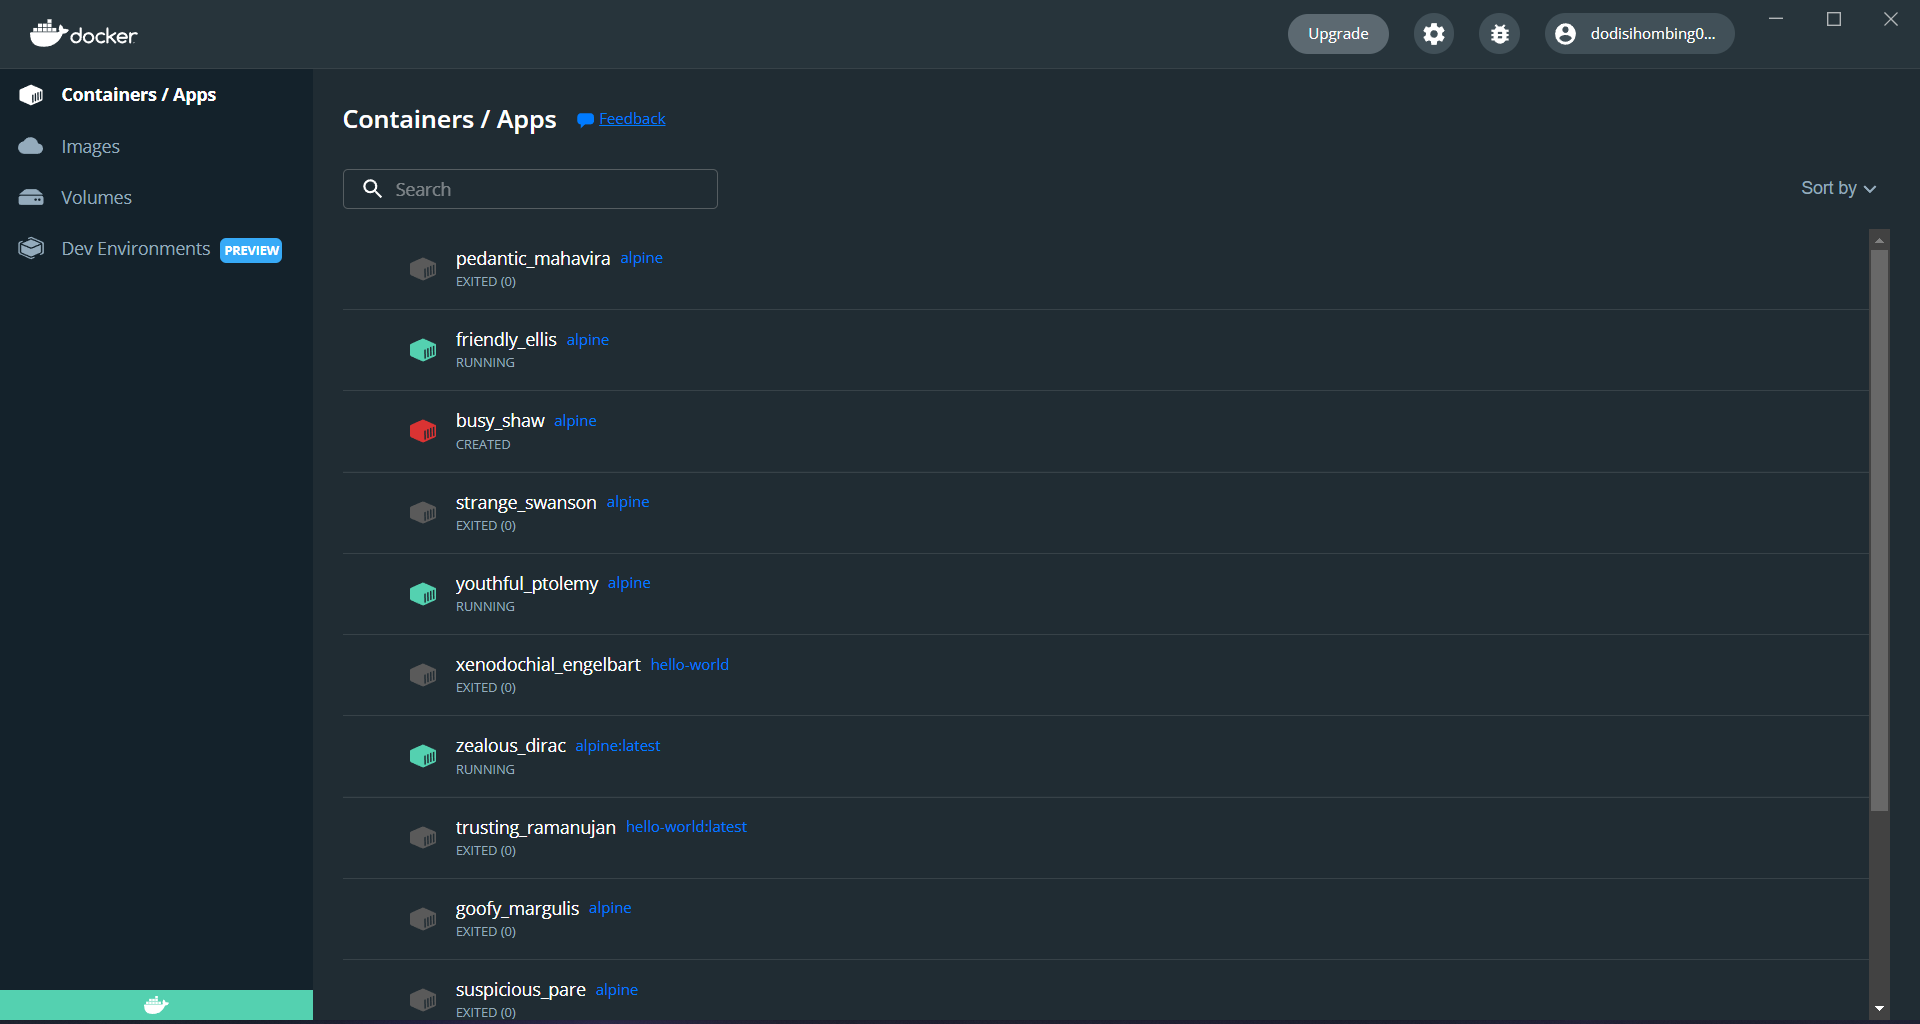 docker
Upgrade
dodisihombing0...
Containers / Apps
Images
Volumes
Dev Environments PREVIEW
Containers / Apps Feedback
Search
Sort by
pedantic_mahavira alpine
EXITED (0)
friendly_ellis alpine
RUNNING
busy_shaw alpine
CREATED
strange_swanson alpine
EXITED (0)
youthful_ptolemy alpine
RUNNING
xenodochial_engelbart hello-world
EXITED (0)
zealous_dirac alpine:latest
RUNNING
trusting_ramanujan hello-world:latest
EXITED (0)
goofy_margulis alpine
EXITED (0)
suspicious_pare alpine
EXITED (0)